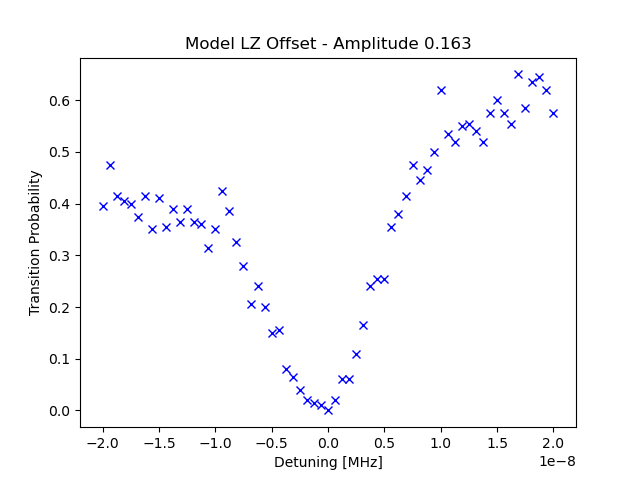 Model LZ Offset - Amplitude 0.163
Transition Probability
0.6
0.5
0.4
0.3
0.2
0.1
0.0
−2.0 −1.5 −1.0 −0.5 0.0 0.5 1.0 1.5 2.0
Detuning [MHz]
1e−8